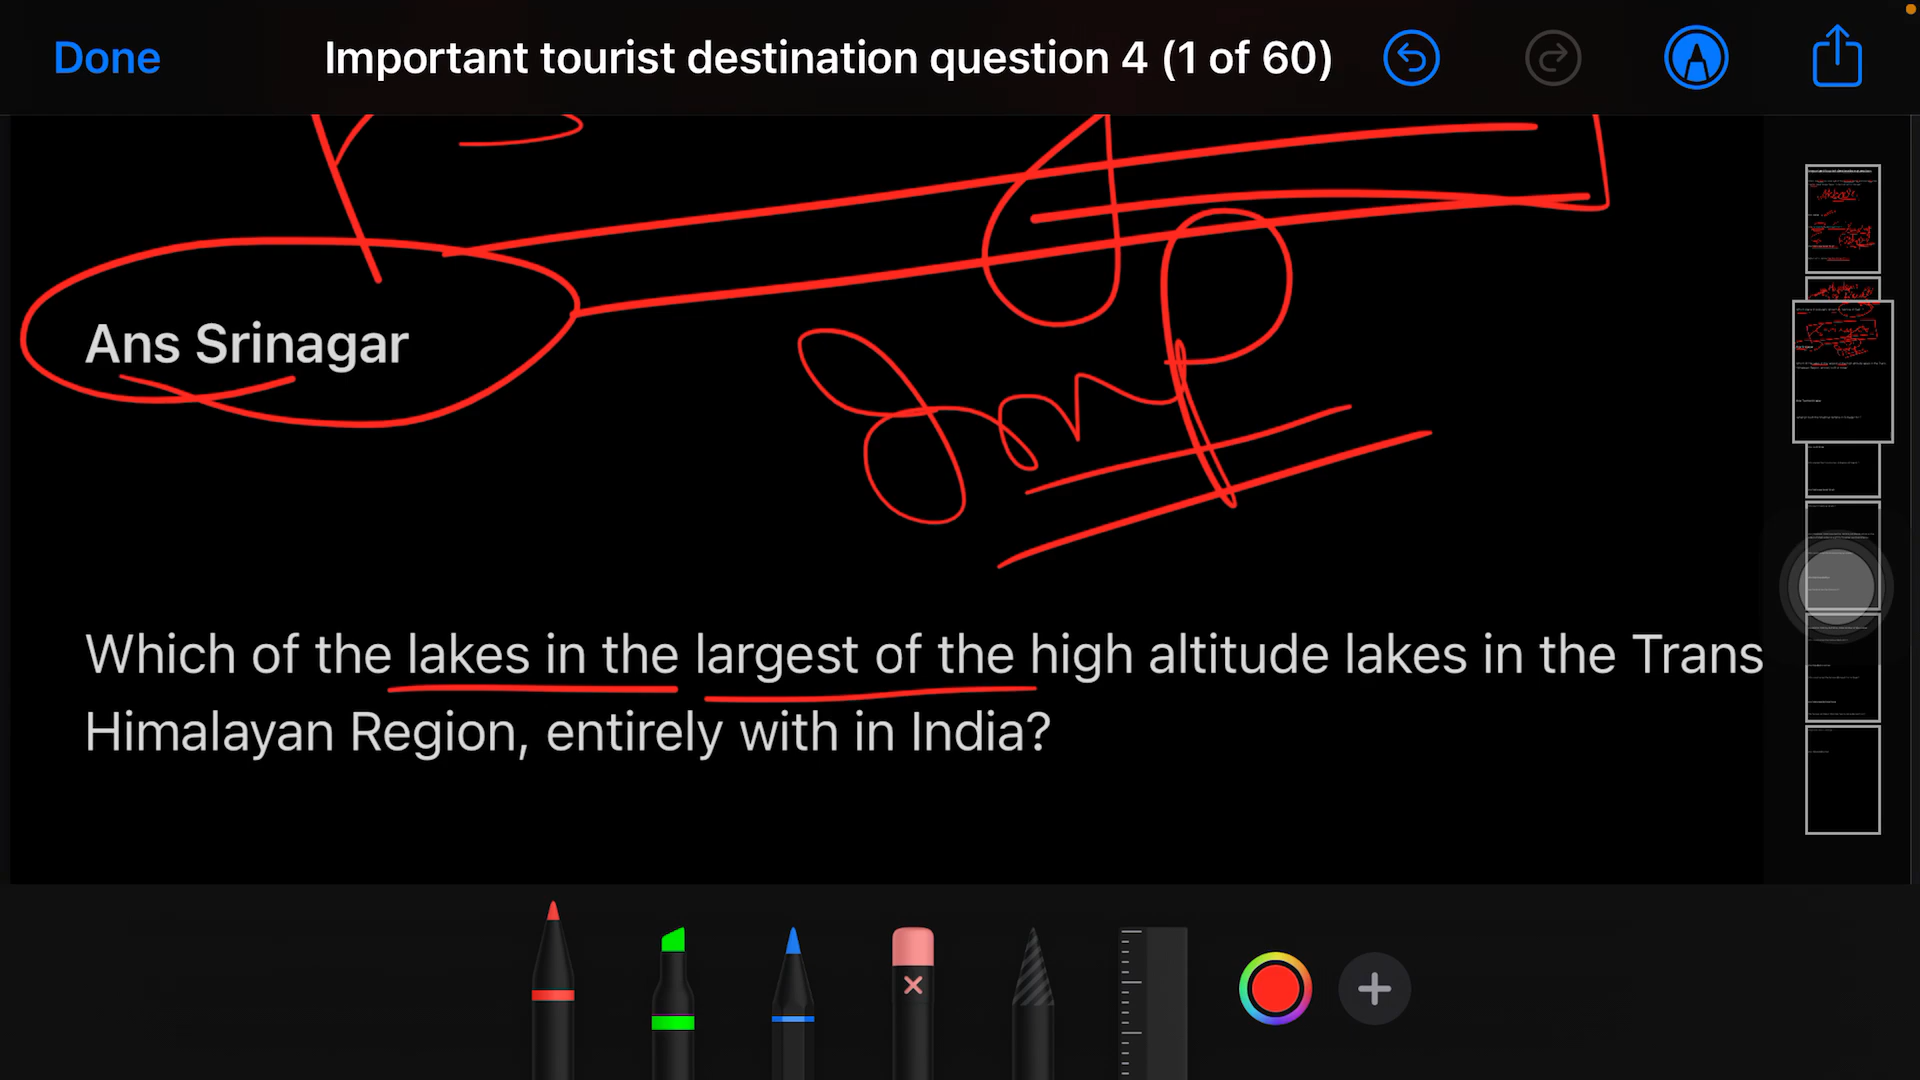 Done
Important tourist destination question 4 (1 of 60)
Ans Srinagar
Imp
Which of the lakes in the largest of the high altitude lakes in the Trans
Himalayan Region, entirely with in India?